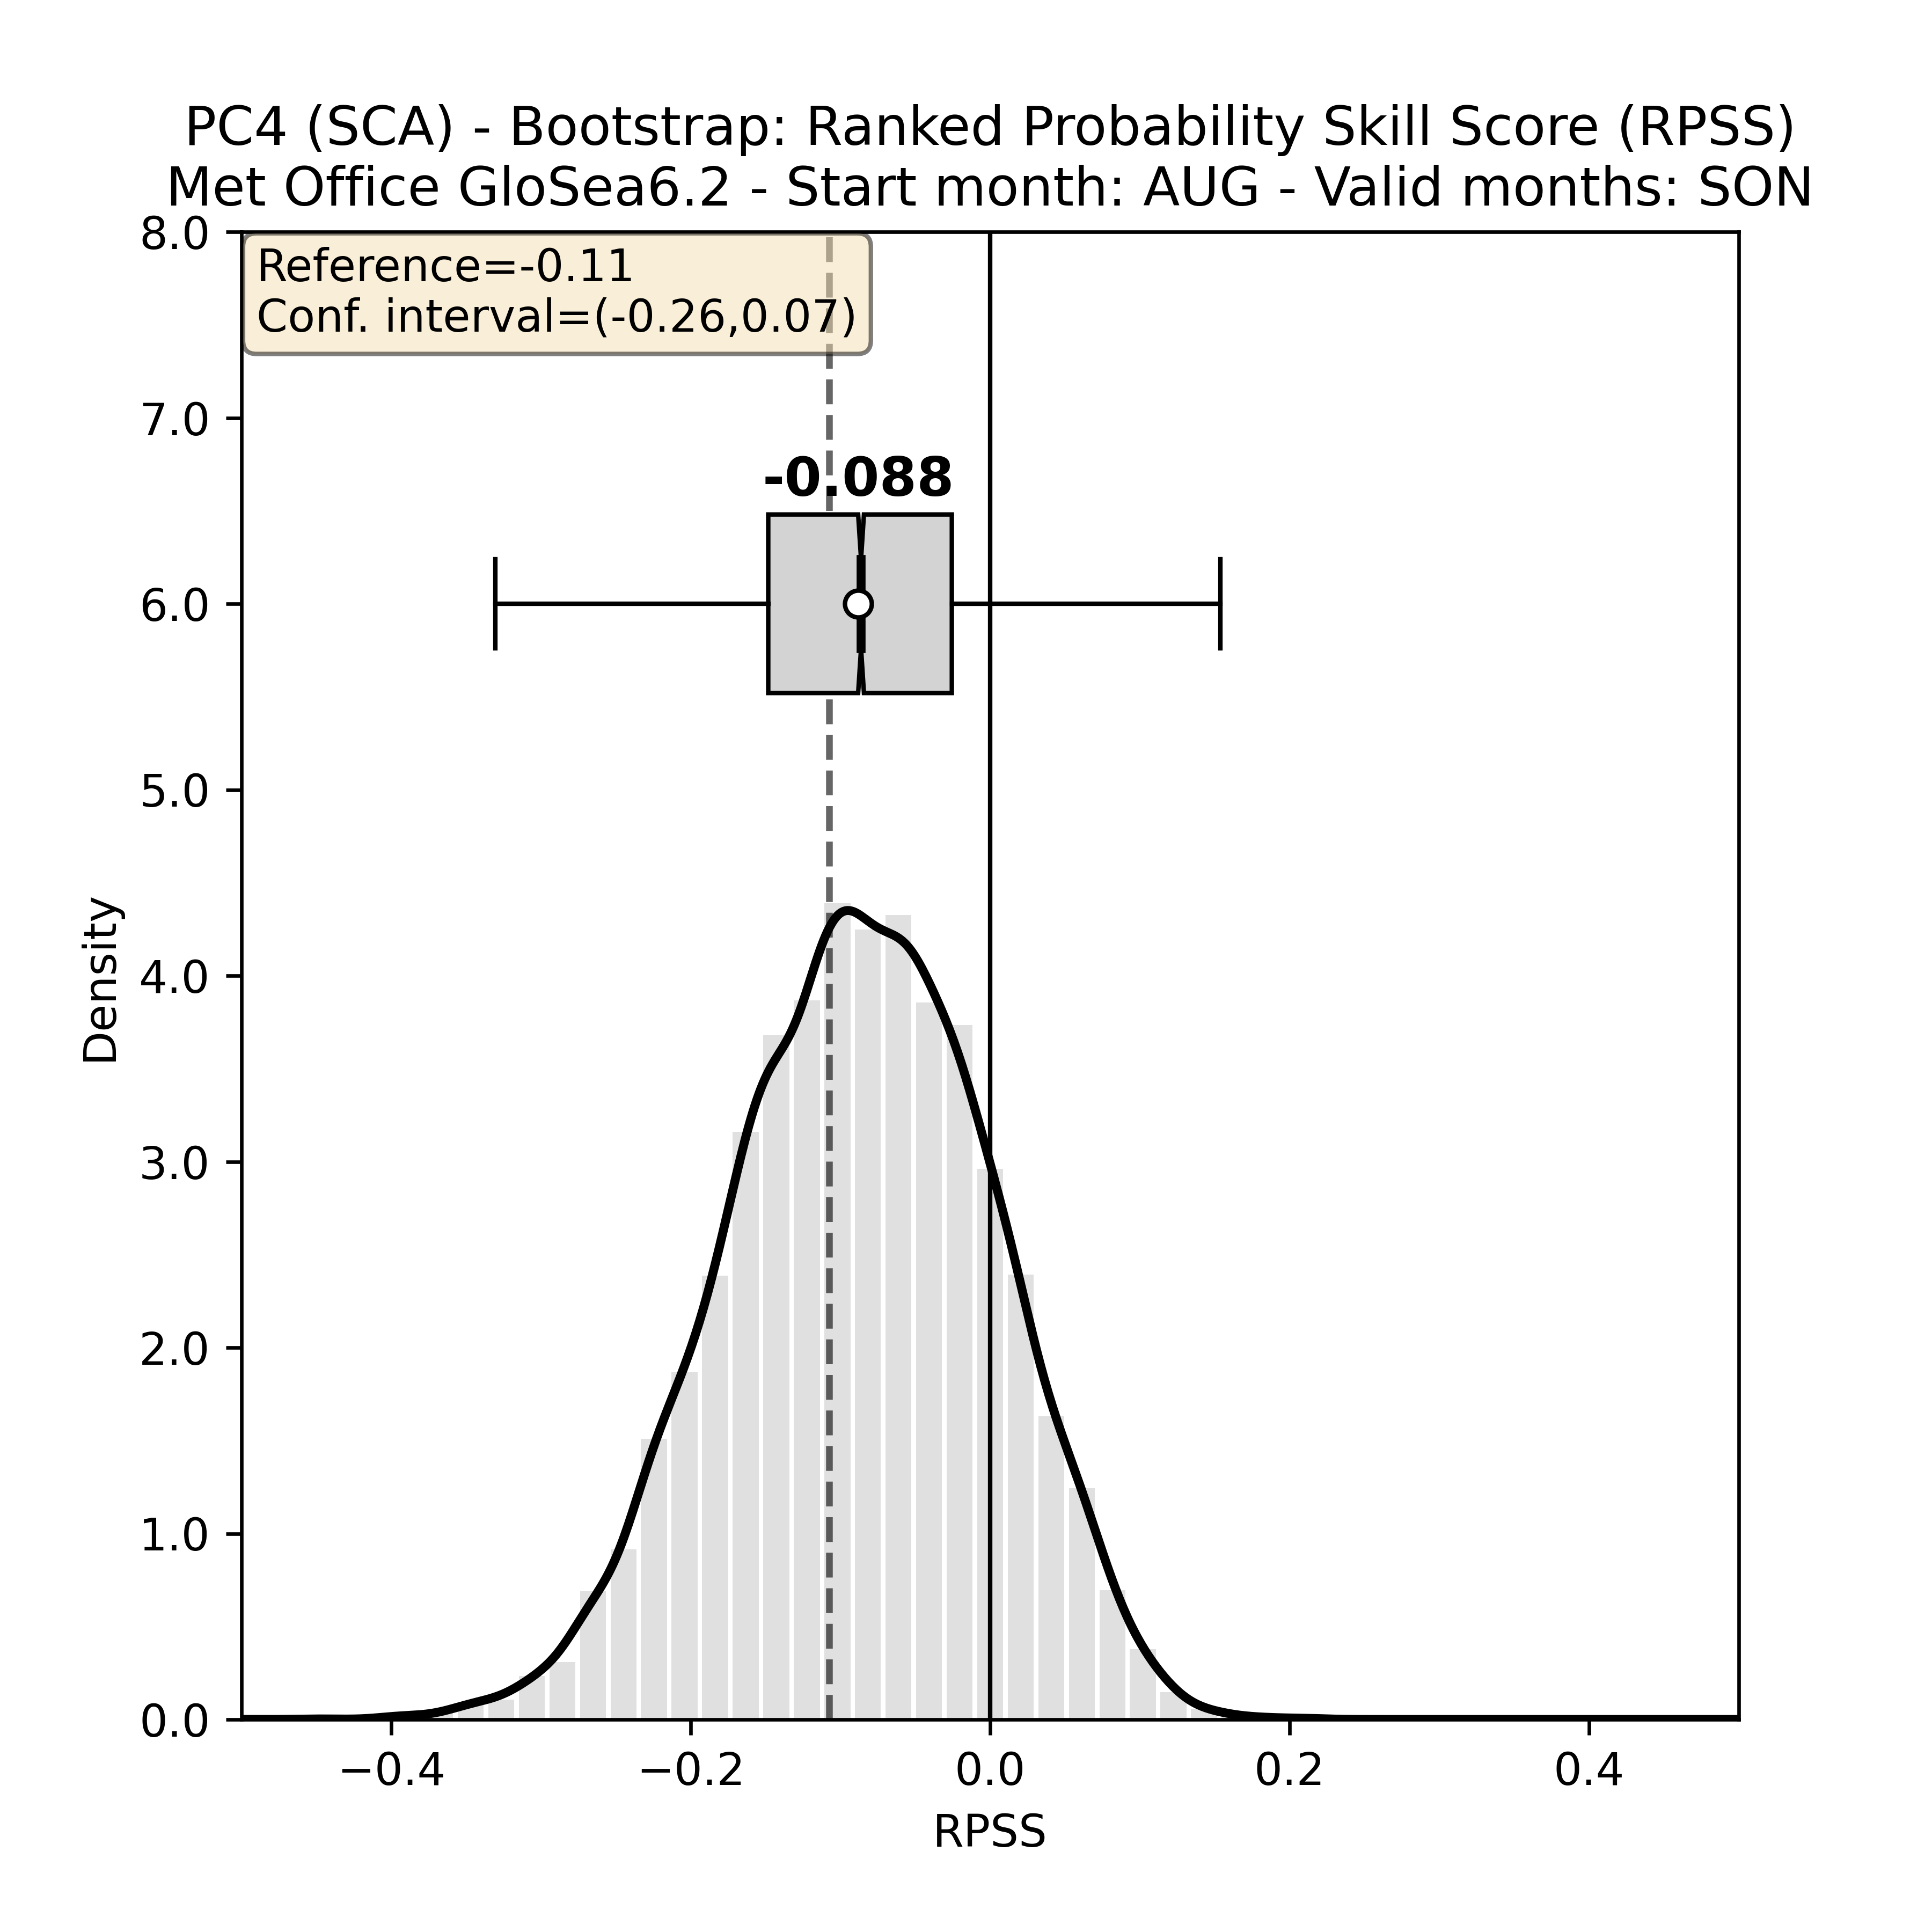 PC4 (SCA) - Bootstrap: Ranked Probability Skill Score (RPSS)
Met Office GloSea6.2 - Start month: AUG - Valid months: SON
Reference=-0.11
Conf. interval=(-0.26,0.07)
-0.088
8.0
7.0
6.0
5.0
4.0
3.0
2.0
1.0
0.0
Density
−0.4
−0.2
0.0
0.2
0.4
RPSS